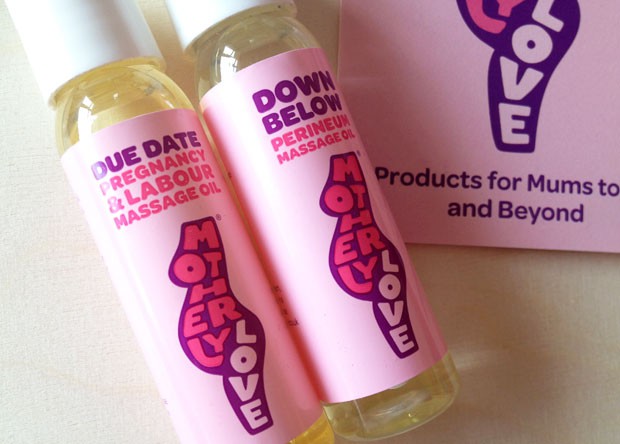 DUE DATE
PREGNANCY
& LABOUR
MASSAGE OIL
MOTHERLY
LOVE
DOWN
BELOW
PERINEUM
MASSAGE OIL
MOTHERLY
LOVE
LY
LOVE
Products for Mums to
and Beyond